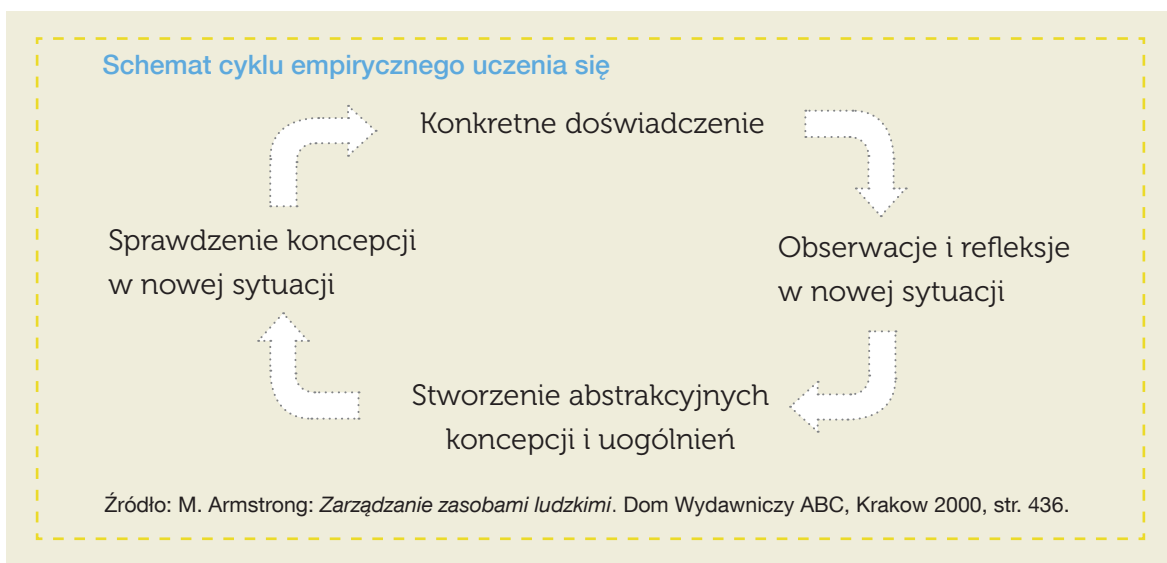 Schemat cyklu empirycznego uczenia się
Konkretne doświadczenie
Obserwacje i refleksje
w nowej sytuacji
Stworzenie abstrakcyjnych
koncepcji i uogólnień
Sprawdzenie koncepcji
w nowej sytuacji
Źródło: M. Armstrong: Zarządzanie zasobami ludzkimi. Dom Wydawniczy ABC, Krakow 2000, str. 436.